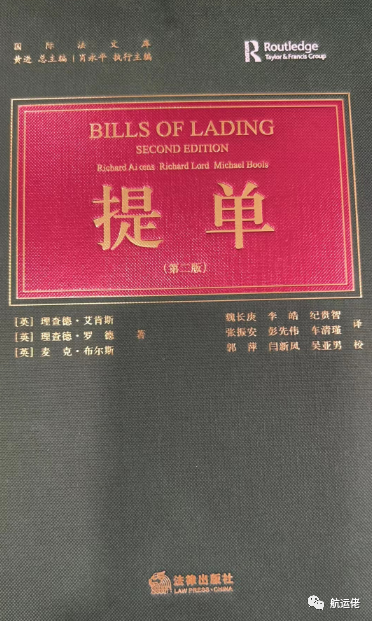 国际法文库
黄进 总主编 | 肖永平 执行主编
Routledge
Taylor & Francis Group
BILLS OF LADING
SECOND EDITION
Richard Aikens Richard Lord Michael Bools
提单
(第二版)
[英] 理查德·艾肯斯
[英] 理查德·罗德 著
[英] 麦克·布尔斯
魏长庚 李皓 纪贵智
张振安 彭先伟 车清瑾 译
郭萍 闫新凤 吴亚男 校
法律出版社
LAW PRESS·CHINA
航运佬